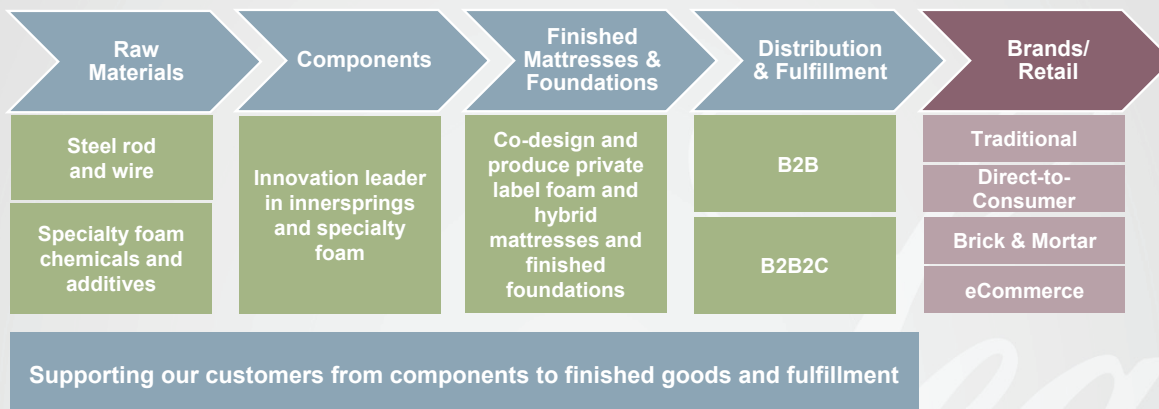 Raw
Materials
Components
Finished
Mattresses &
Foundations
Distribution
& Fulfillment
Brands/
Retail
Steel rod
and wire
Specialty foam
chemicals and
additives
Innovation leader
in innersprings
and specialty
foam
Co-design and
produce private
label foam and
hybrid
mattresses and
finished
foundations
B2B
B2B2C
Traditional
Direct-to-
Consumer
Brick & Mortar
eCommerce
Supporting our customers from components to finished goods and fulfillment